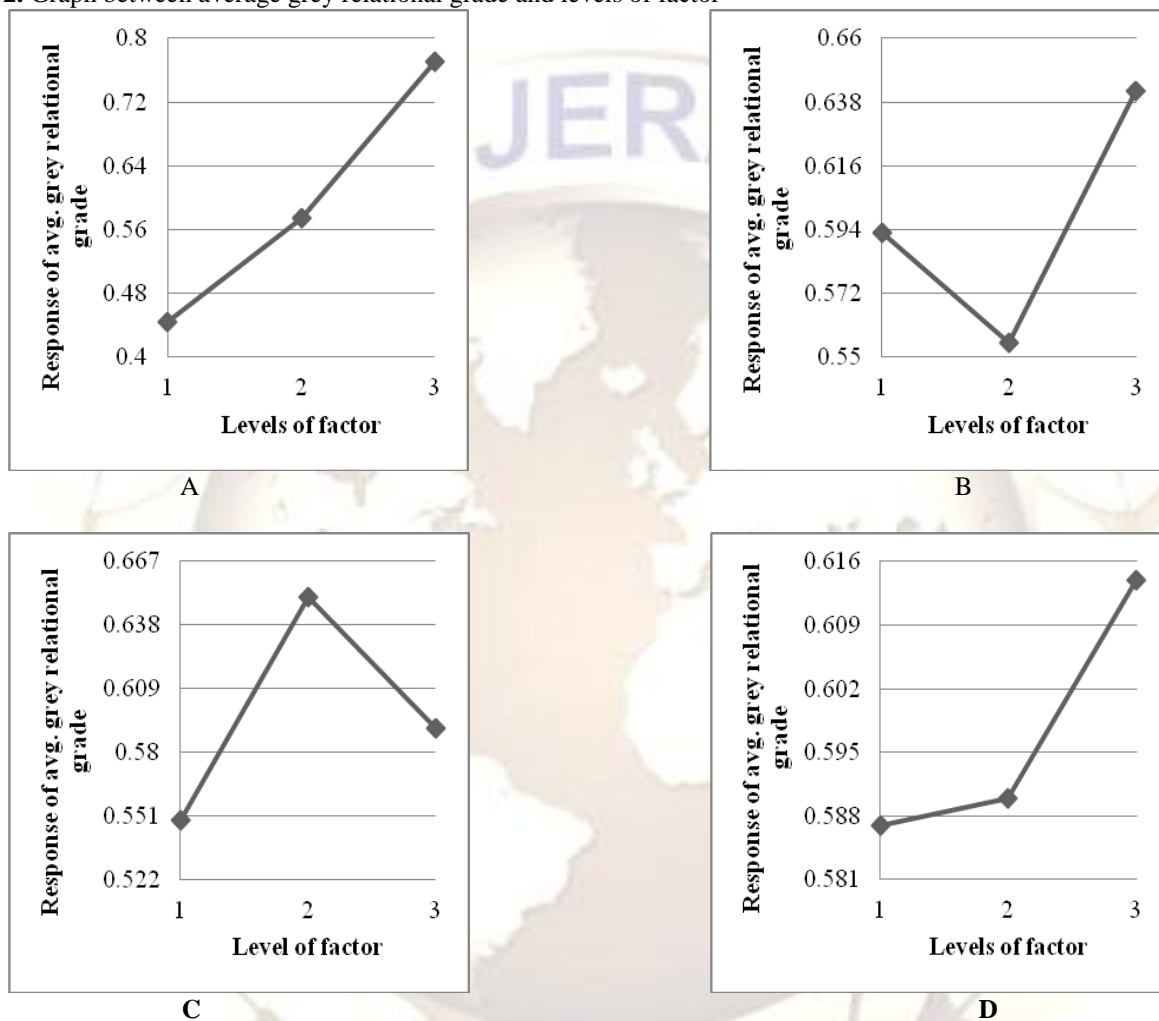 2. Graph between average grey relational grade and levels of factor
Response of avg. grey relational
grade
0.8
0.72
0.64
0.56
0.48
0.4
1 2 3
Levels of factor
A
Response of avg. grey relational
grade
0.66
0.638
0.616
0.594
0.572
0.55
1 2 3
Levels of factor
B
JER
Response of avg. grey relational
grade
0.667
0.638
0.609
0.58
0.551
0.522
1 2 3
Level of factor
C
Response of avg. grey relational
grade
0.616
0.609
0.602
0.595
0.588
0.581
1 2 3
Levels of factor
D